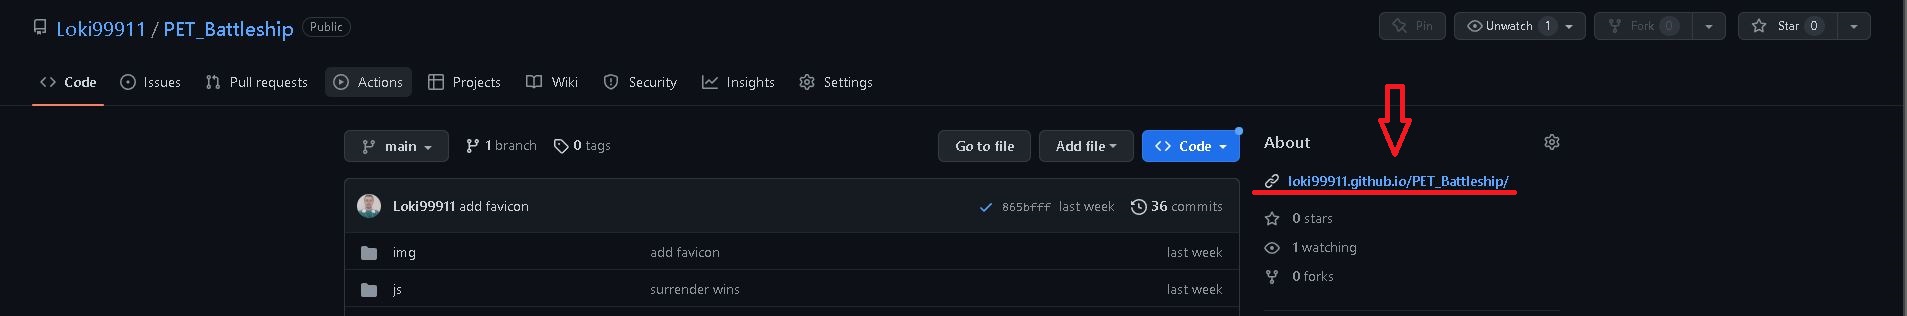 Loki99911 / PET_Battleship Public
Pin Unwatch 1 Fork 0 Star 0
Code Issues Pull requests Actions Projects Wiki Security Insights Settings
main 1 branch 0 tags Go to file Add file Code
About
loki99911.github.io/PET_Battleship/
Loki99911 add favicon 865bfff last week 36 commits
0 stars
1 watching
0 forks
img add favicon last week
js surrender wins last week